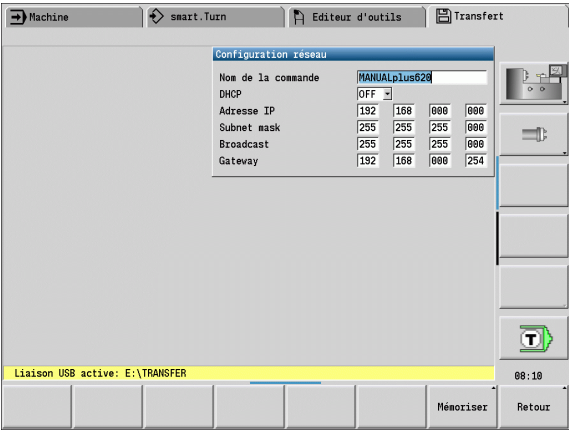 Machine smart.Turn Editeur d'outils Transfert
Configuration réseau
Nom de la commande MANUALplus620
DHCP OFF
Adresse IP 192 168 000 000
Subnet mask 255 255 255 000
Broadcast 255 255 255 000
Gateway 192 168 000 254
T
Liaison USB active: E:\TRANSFER 08:10
Mémoriser Retour